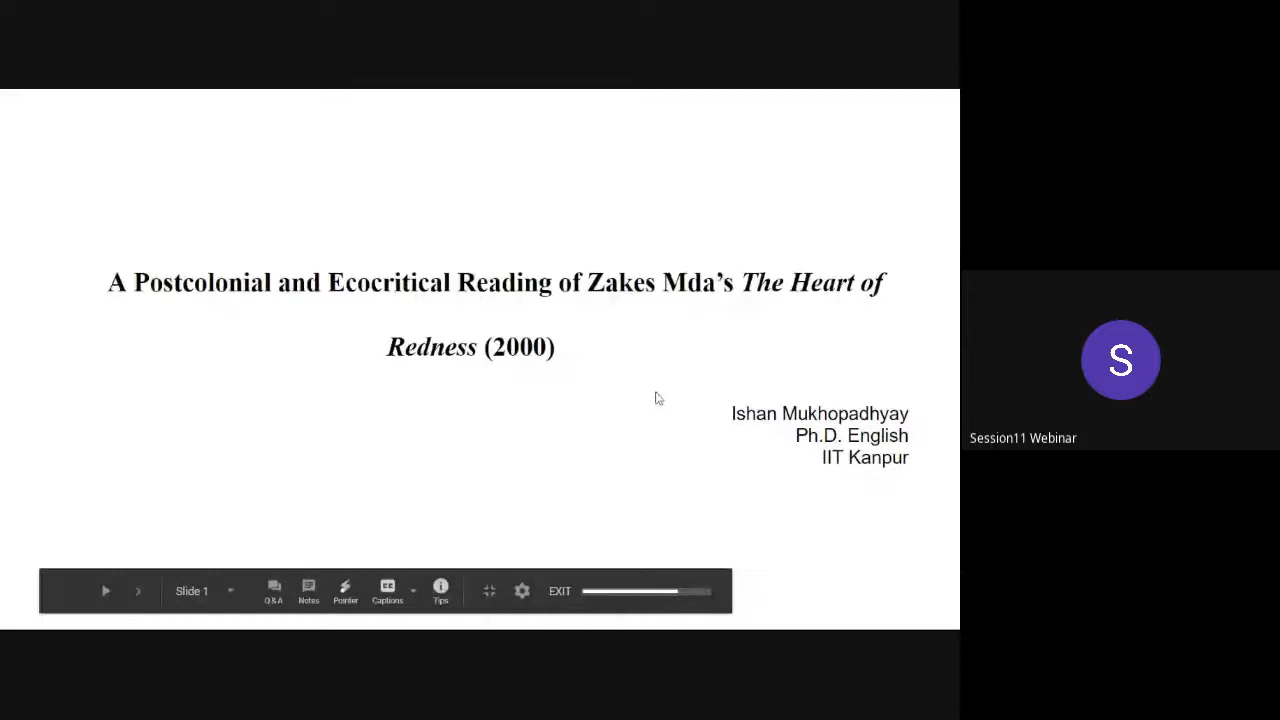 A Postcolonial and Ecocritical Reading of Zakes Mda’s The Heart of
Redness (2000)
Ishan Mukhopadhyay
Ph.D. English
IIT Kanpur
S
Session11 Webinar
Slide 1
Q&A
Notes
Pointer
CC
Captions
Tips
EXIT